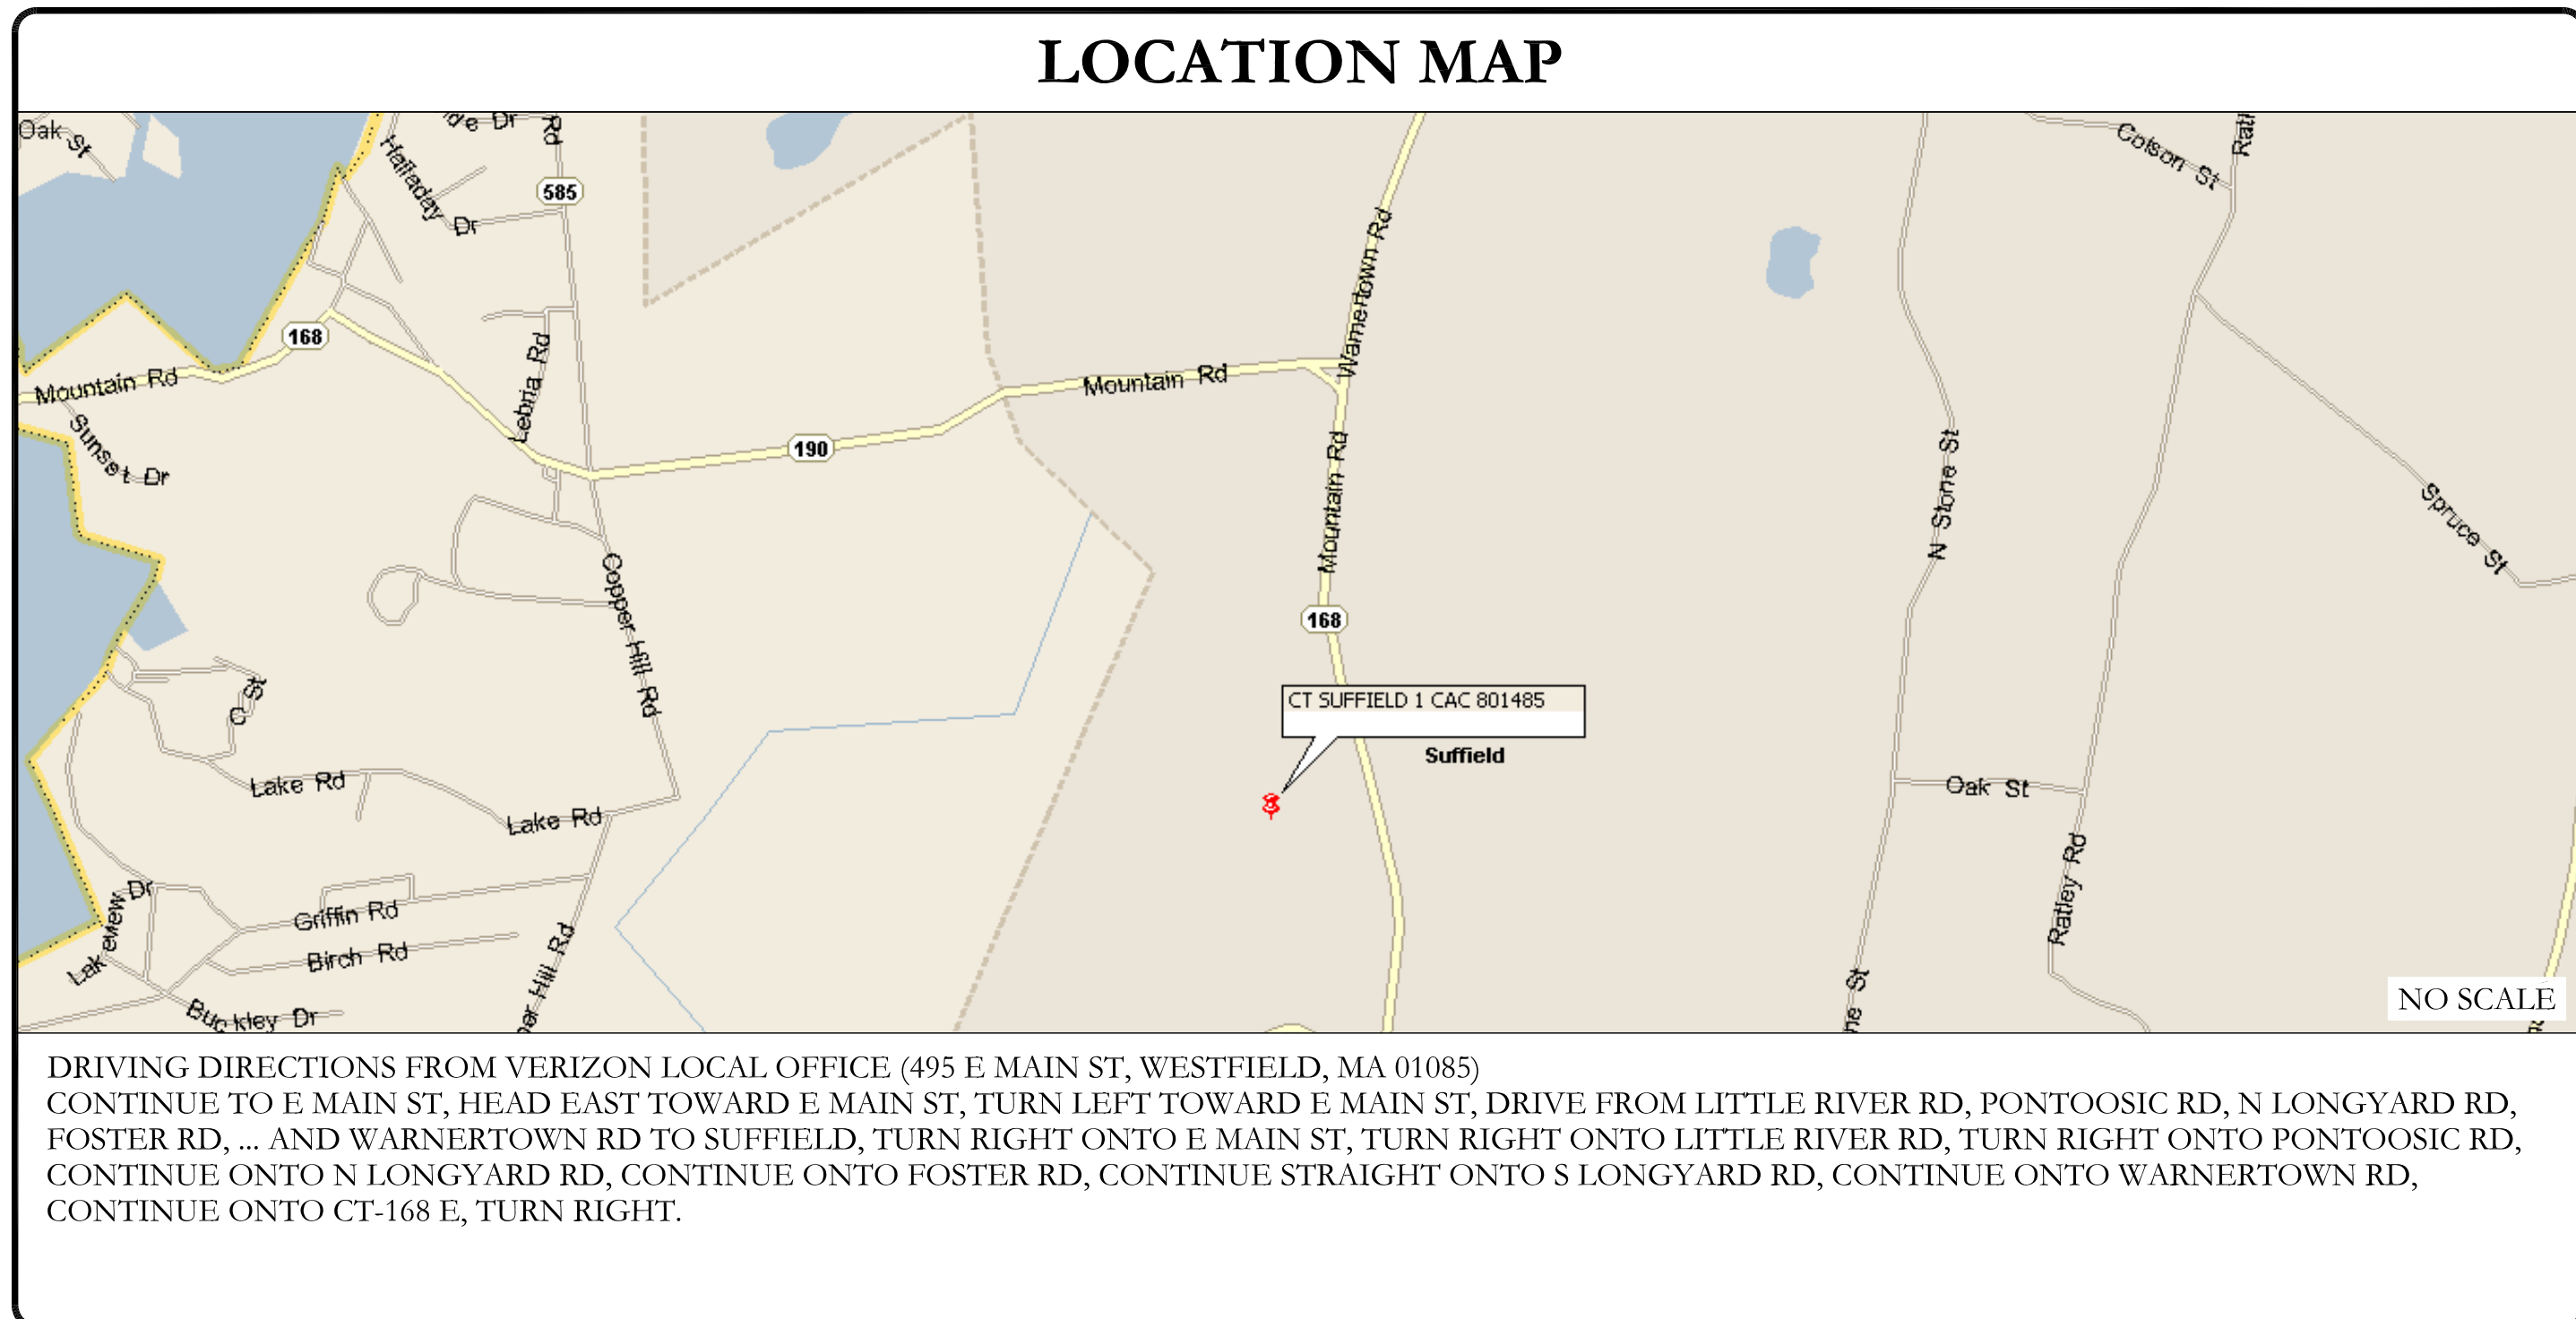 LOCATION MAP
Oak St
Halladay Dr
Rd
585
168
Mountain Rd
Sunset Dr
Lebria Rd
190
Mountain Rd
Warnertown Rd
Mountain Rd
168
Colson St
N Stone St
Spruce St
Copper Hill Rd
C St
Lake Rd
Lake Rd
CT SUFFIELD 1 CAC 801485
Suffield
Oak St
Ratley Rd
Lakeview Dr
Griffin Rd
Birch Rd
Buckley Dr
Hill Rd
St
NO SCALE
DRIVING DIRECTIONS FROM VERIZON LOCAL OFFICE (495 E MAIN ST, WESTFIELD, MA 01085)
CONTINUE TO E MAIN ST, HEAD EAST TOWARD E MAIN ST, TURN LEFT TOWARD E MAIN ST, DRIVE FROM LITTLE RIVER RD, PONTOOSIC RD, N LONGYARD RD,
FOSTER RD, ... AND WARNERTOWN RD TO SUFFIELD, TURN RIGHT ONTO E MAIN ST, TURN RIGHT ONTO LITTLE RIVER RD, TURN RIGHT ONTO PONTOOSIC RD,
CONTINUE ONTO N LONGYARD RD, CONTINUE ONTO FOSTER RD, CONTINUE STRAIGHT ONTO S LONGYARD RD, CONTINUE ONTO WARNERTOWN RD,
CONTINUE ONTO CT-168 E, TURN RIGHT.